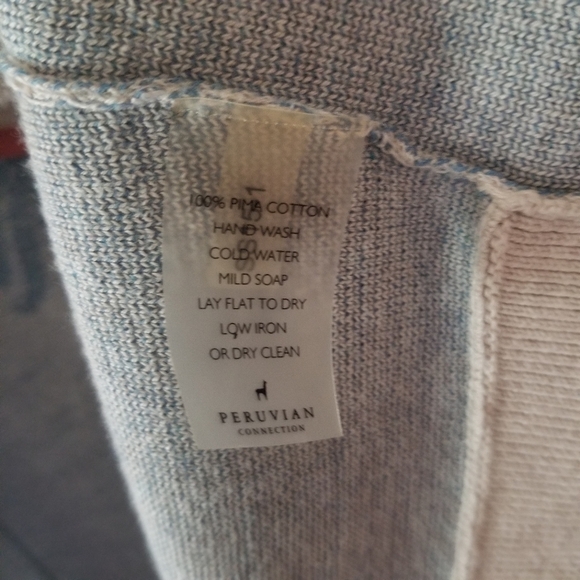 100% PIMA COTTON
HAND WASH
COLD WATER
MILD SOAP
LAY FLAT TO DRY
LOW IRON
OR DRY CLEAN
PERUVIAN
CONNECTION